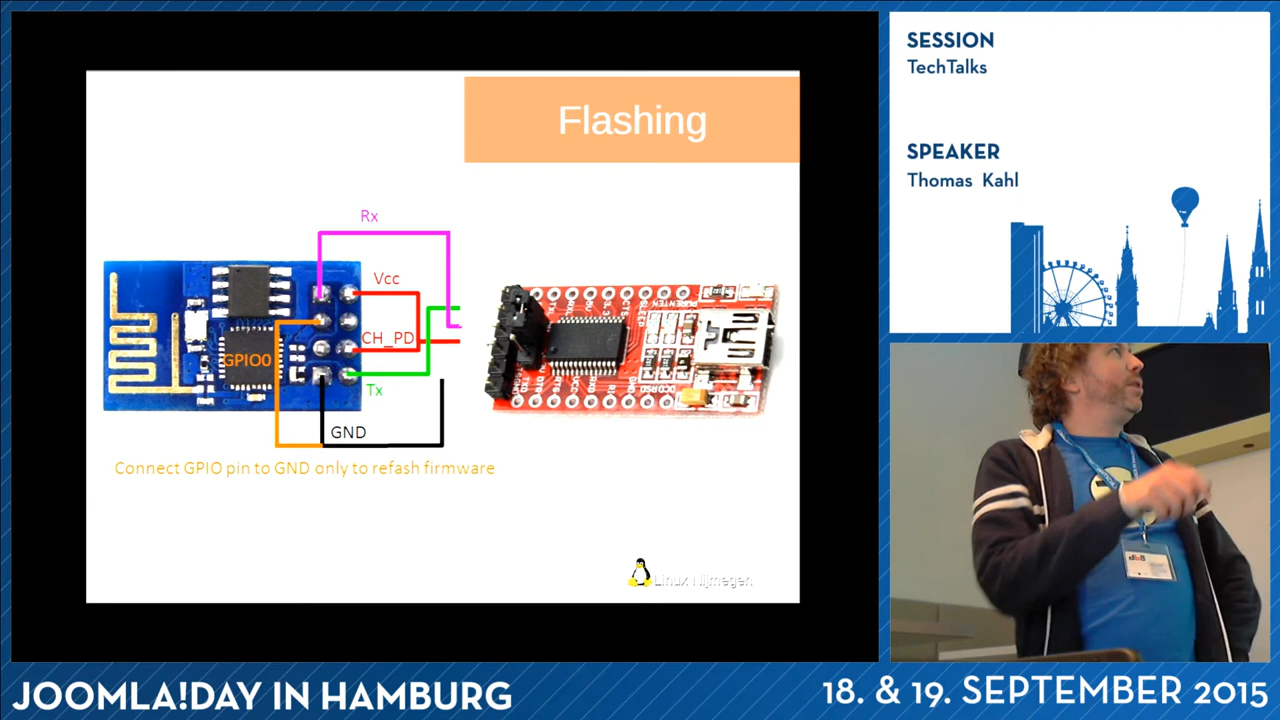 Flashing
Rx
Vcc
CH_PD
GPIO0
Tx
GND
Connect GPIO pin to GND only to refash firmware
Linux Nijmegen
SESSION
TechTalks
SPEAKER
Thomas Kahl
JOOMLA!DAY IN HAMBURG
18. & 19. SEPTEMBER 2015